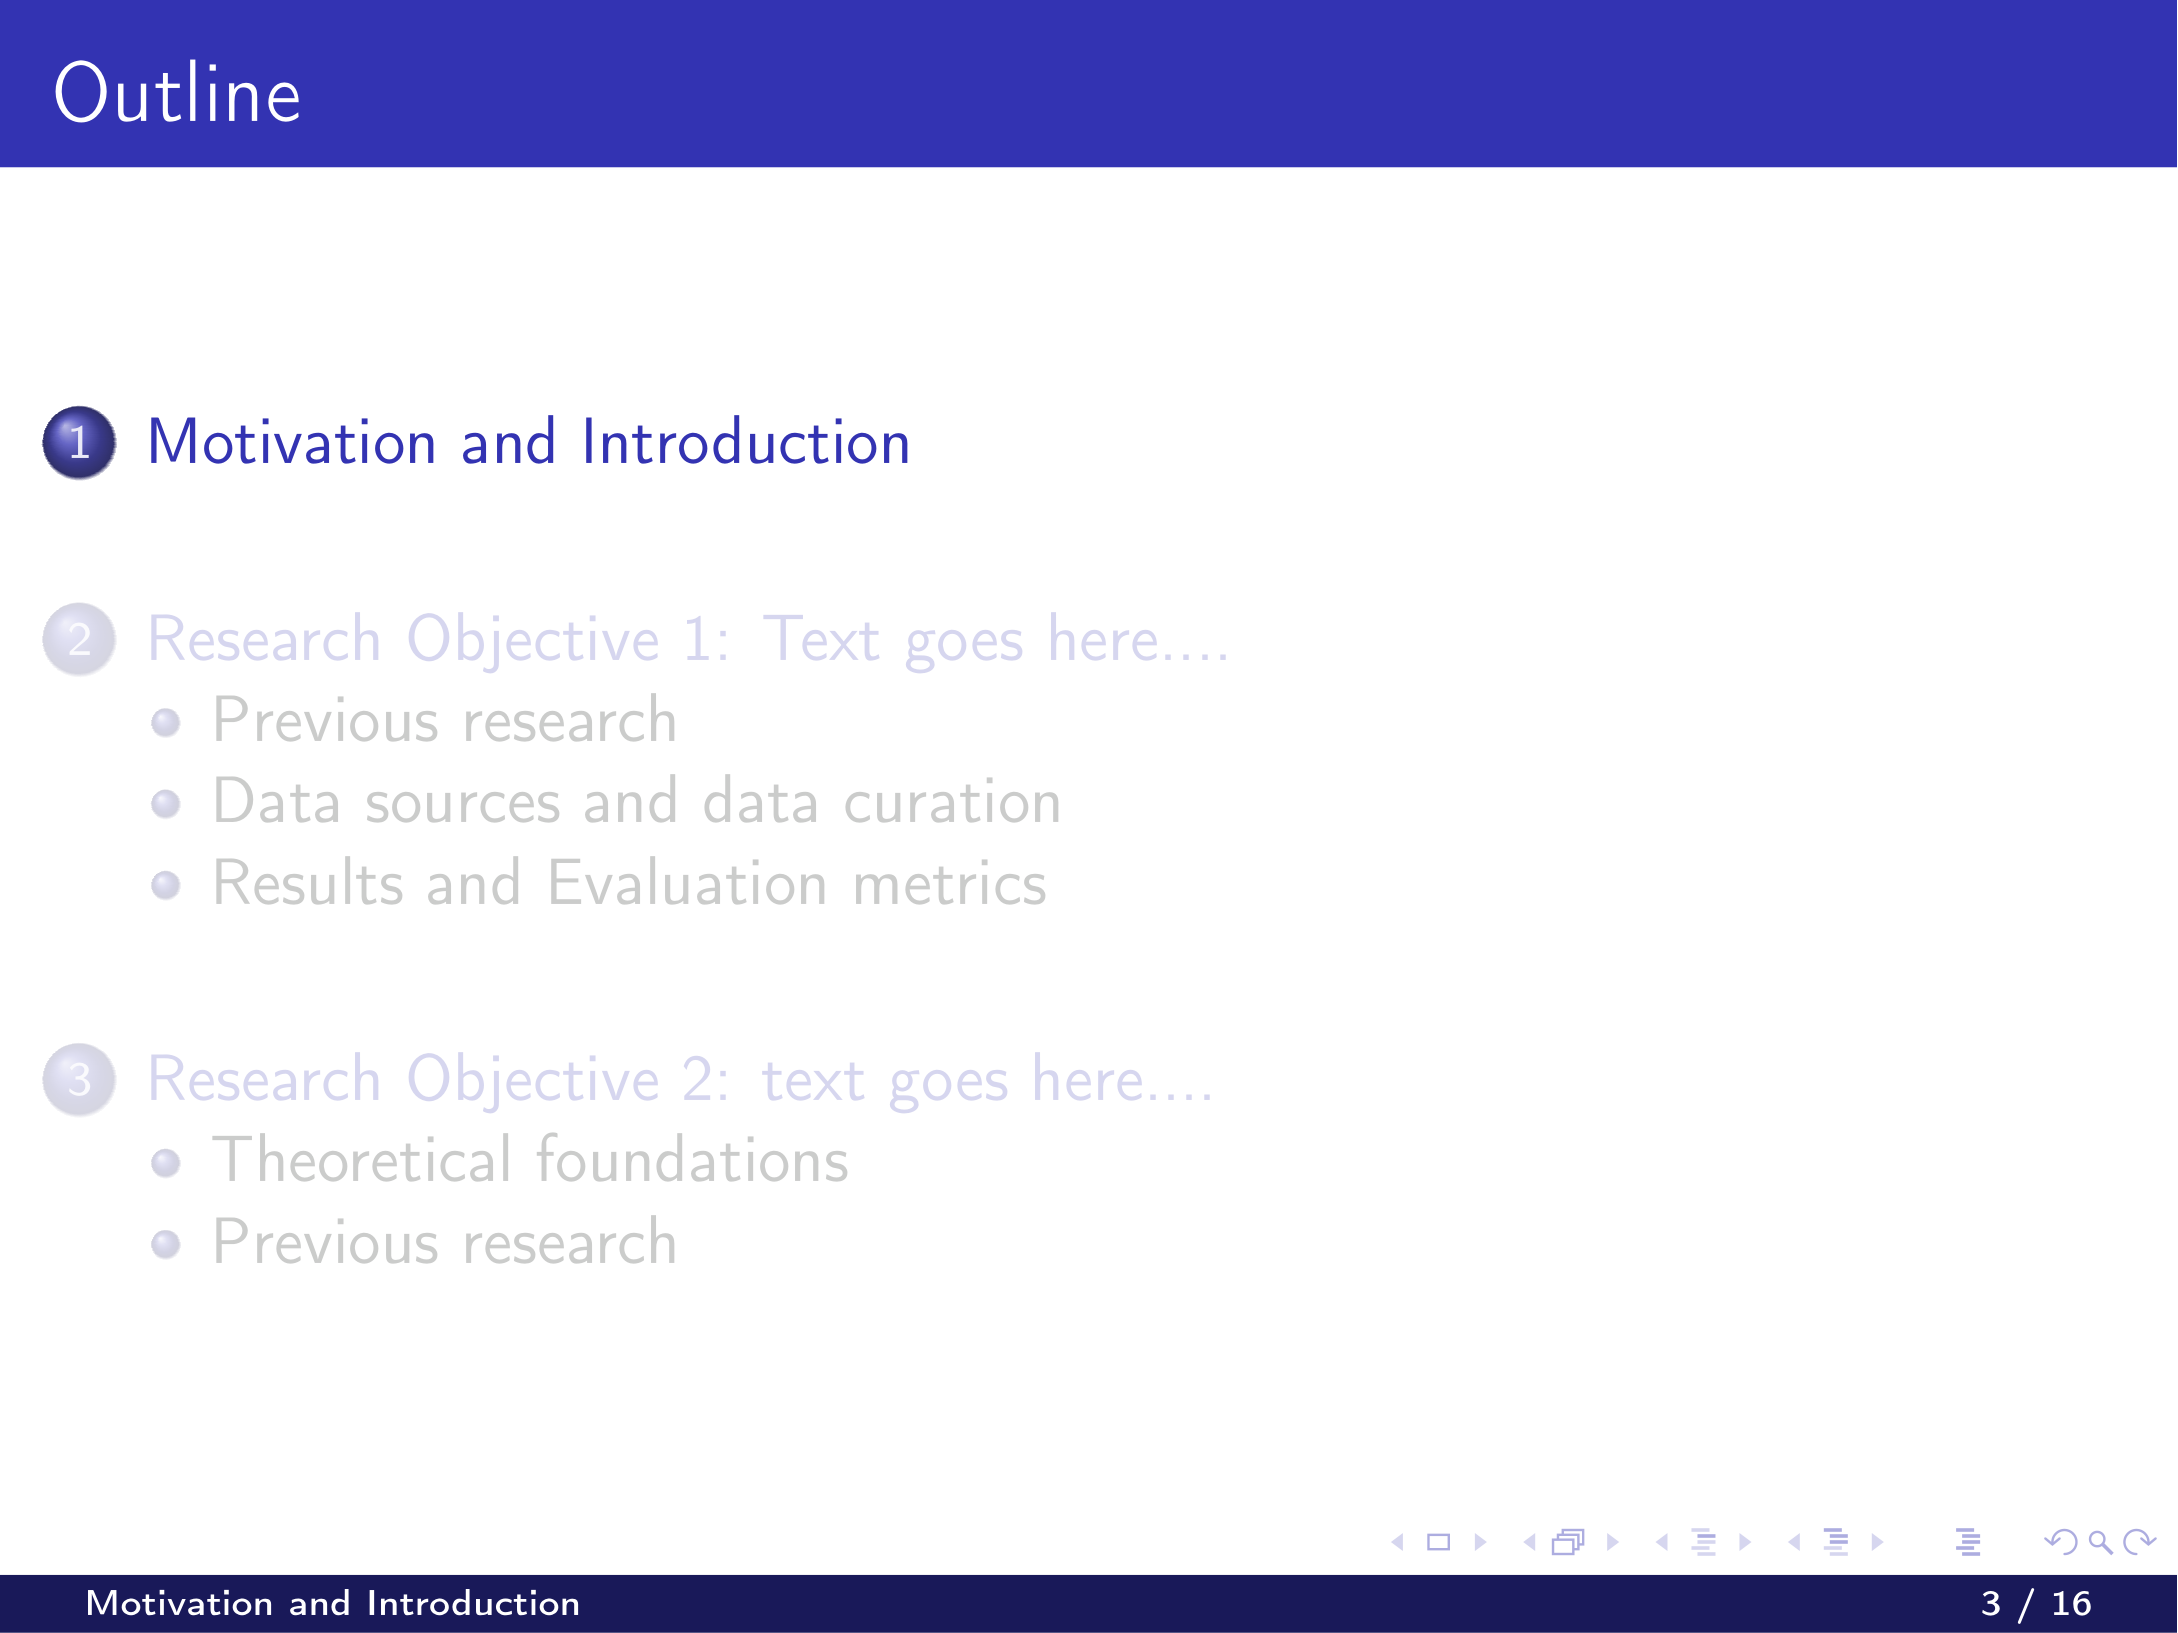 Outline
1 Motivation and Introduction
2 Research Objective 1: Text goes here....
Previous research
Data sources and data curation
Results and Evaluation metrics
3 Research Objective 2: text goes here....
Theoretical foundations
Previous research
Motivation and Introduction 3 / 16